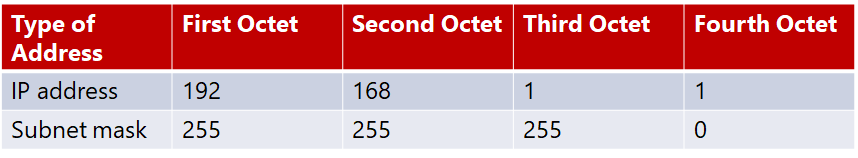 Type of Address First Octet Second Octet Third Octet Fourth Octet
IP address 192 168 1 1
Subnet mask 255 255 255 0